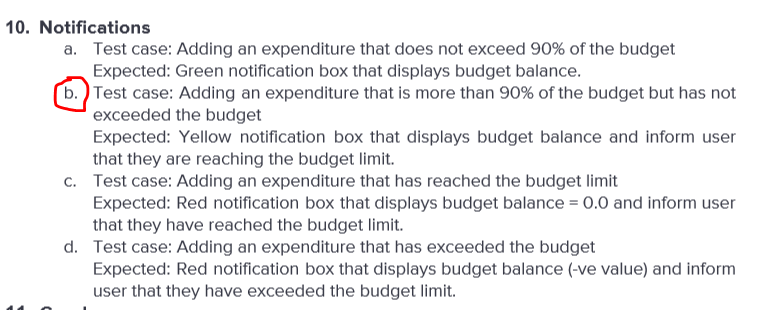 10. Notifications
a. Test case: Adding an expenditure that does not exceed 90% of the budget
Expected: Green notification box that displays budget balance.
b. Test case: Adding an expenditure that is more than 90% of the budget but has not
exceeded the budget
Expected: Yellow notification box that displays budget balance and inform user
that they are reaching the budget limit.
c. Test case: Adding an expenditure that has reached the budget limit
Expected: Red notification box that displays budget balance = 0.0 and inform user
that they have reached the budget limit.
d. Test case: Adding an expenditure that has exceeded the budget
Expected: Red notification box that displays budget balance (-ve value) and inform
user that they have exceeded the budget limit.